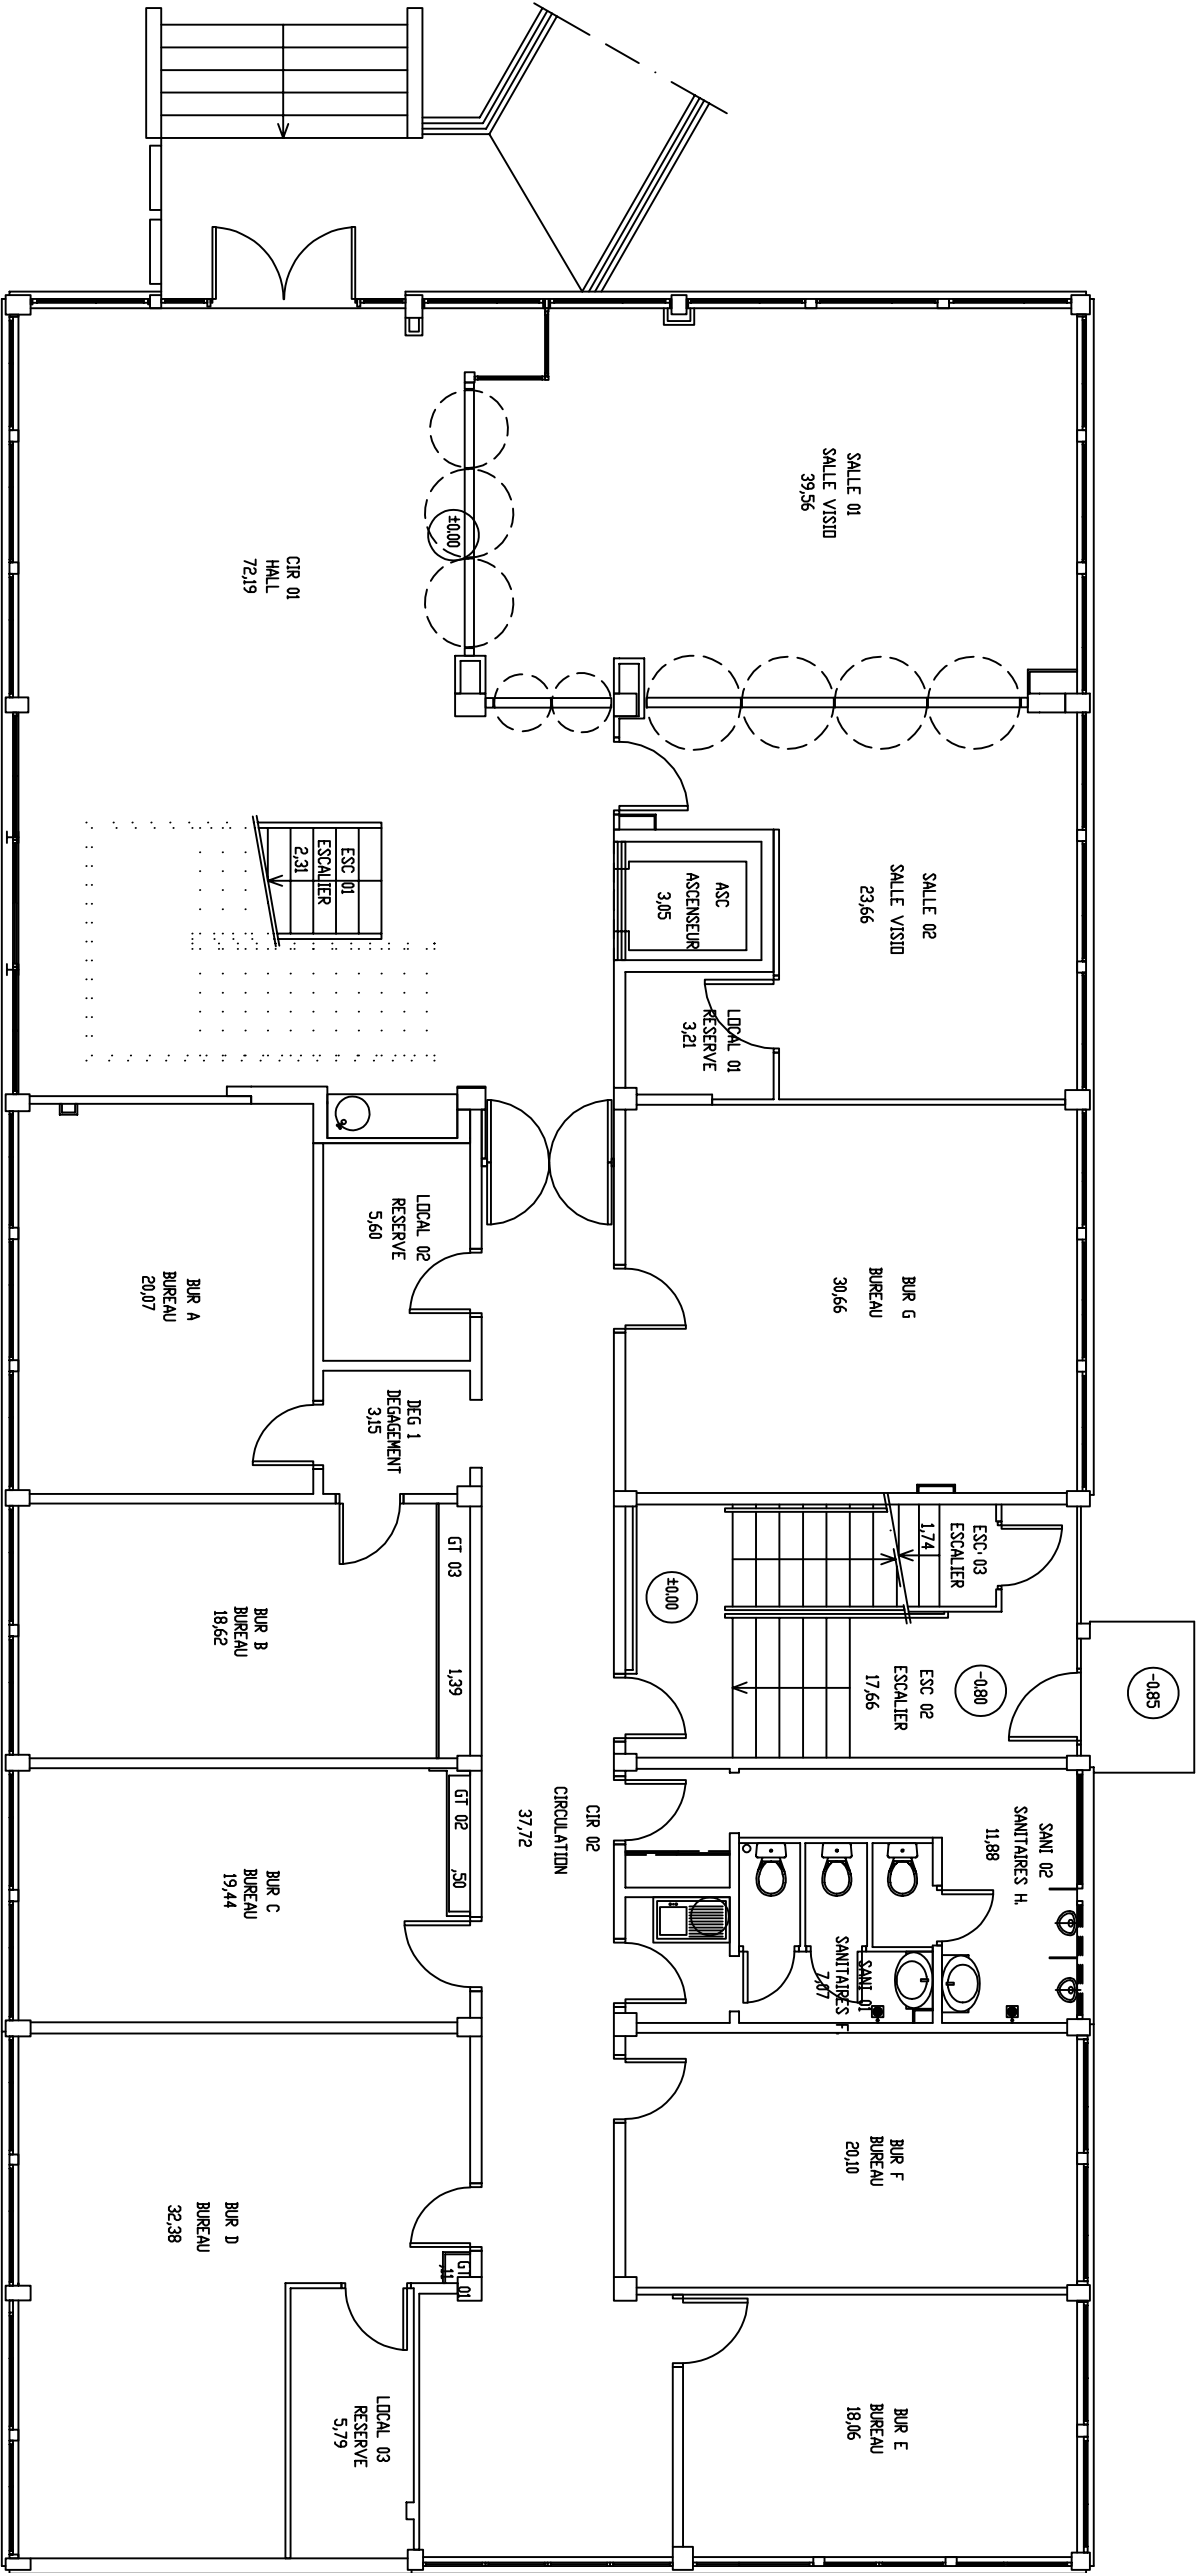 SALLE 01
SALLE VISIO
39,56
±0.00
CIR 01
HALL
72,19
SALLE 02
SALLE VISIO
23,66
ASC
ASCENSEUR
3,05
ESC 01
ESCALIER
2,31
LOCAL 01
RESERVE
3,21
LOCAL 02
RESERVE
5,60
BUR A
BUREAU
20,07
BUR G
BUREAU
30,66
DEG 1
DEGAGEMENT
3,15
ESC 03
ESCALIER
1,74
±0.00
ESC 02
ESCALIER
17,66
-0.80
-0.85
GT 03
1,39
BUR B
BUREAU
18,62
CIR 02
CIRCULATION
37,72
SANI 02
SANITAIRES H.
11,88
SANI 01
SANITAIRES F.
7,07
GT 02
,50
BUR C
BUREAU
19,44
BUR F
BUREAU
20,10
BUR D
BUREAU
32,38
GT 01
,11
BUR E
BUREAU
18,06
LOCAL 03
RESERVE
5,79